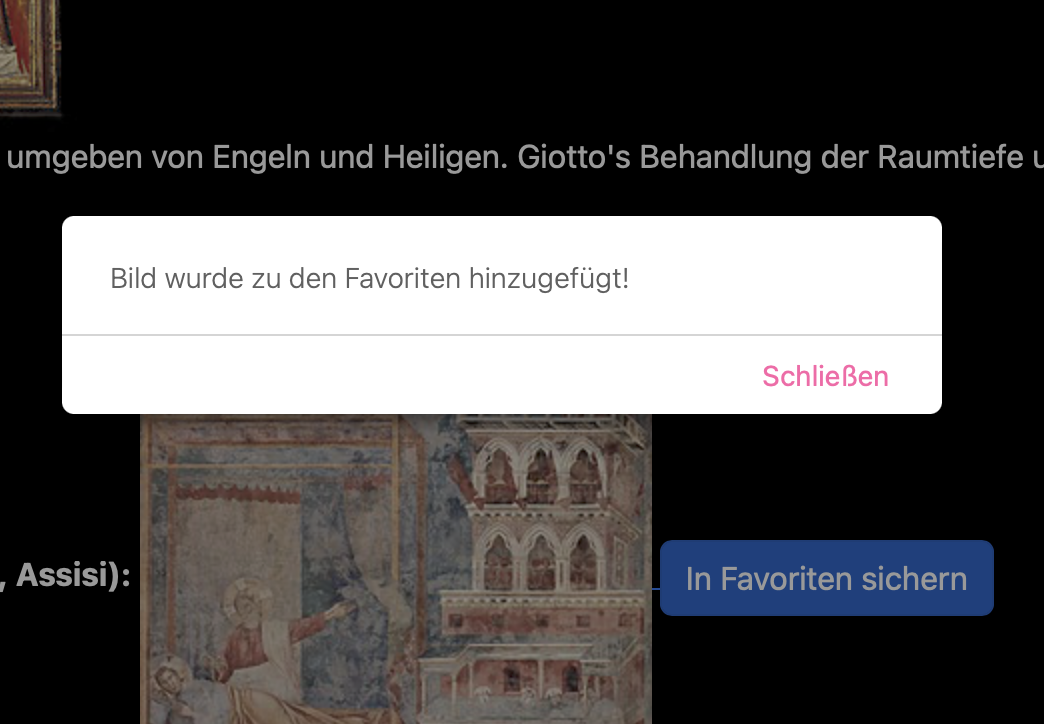 umgeben von Engeln und Heiligen. Giotto's Behandlung der Raumtiefe u
Bild wurde zu den Favoriten hinzugefügt!
Schließen
, Assisi):
In Favoriten sichern